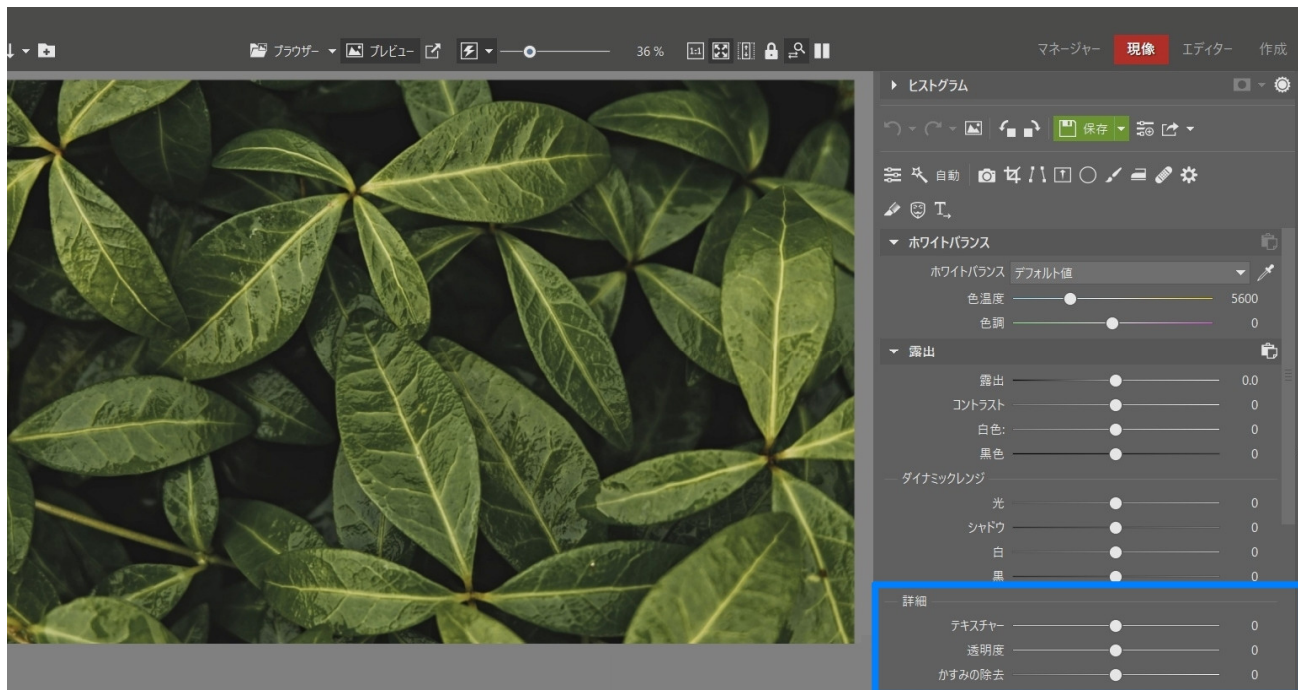 ブラウザー プレビュー 36 % 1:1 マネージャー 現像 エディター 作成
ヒストグラム
保存
自動
T
ホワイトバランス
ホワイトバランス デフォルト値
色温度 5600
色調 0
露出
露出 0.0
コントラスト 0
白色: 0
黒色 0
ダイナミックレンジ
光 0
シャドウ 0
白 0
黒 0
詳細
テキスチャー 0
透明度 0
かすみの除去 0